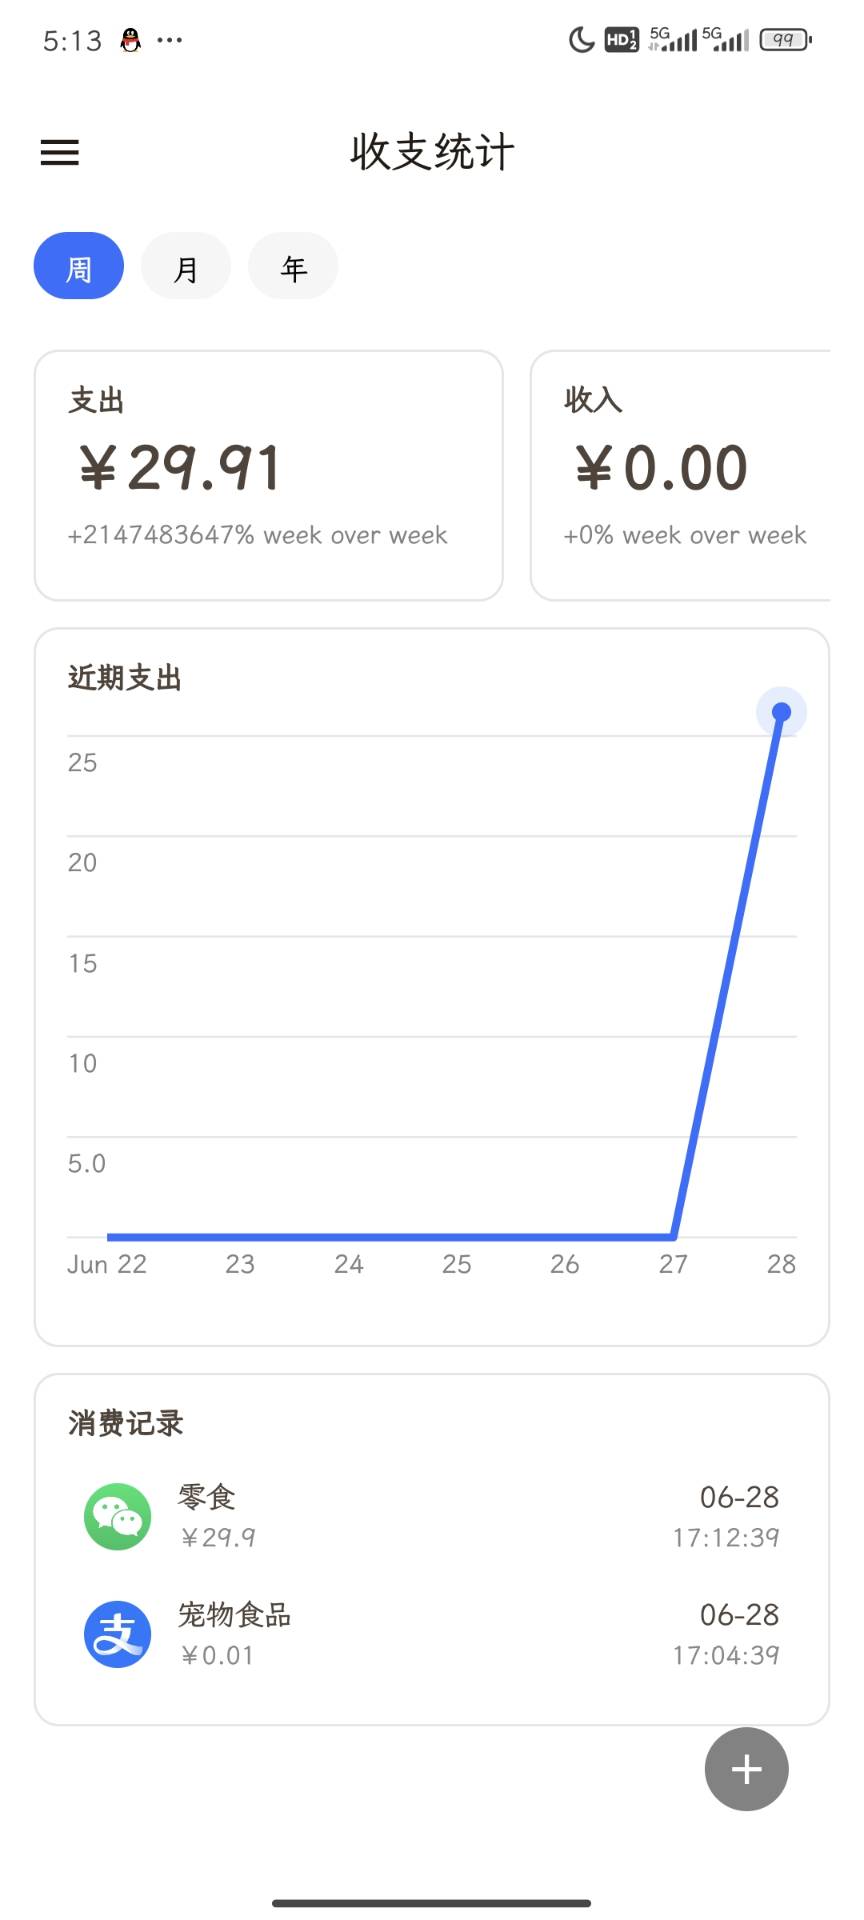 5:13 ...
HD 1 2 5G 5G 99
收支统计
周 月 年
支出
¥29.91
+2147483647% week over week
收入
¥0.00
+0% week over week
近期支出
25
20
15
10
5.0
Jun 22 23 24 25 26 27 28
消费记录
零食 06-28
¥29.9 17:12:39
支
宠物食品 06-28
¥0.01 17:04:39
+